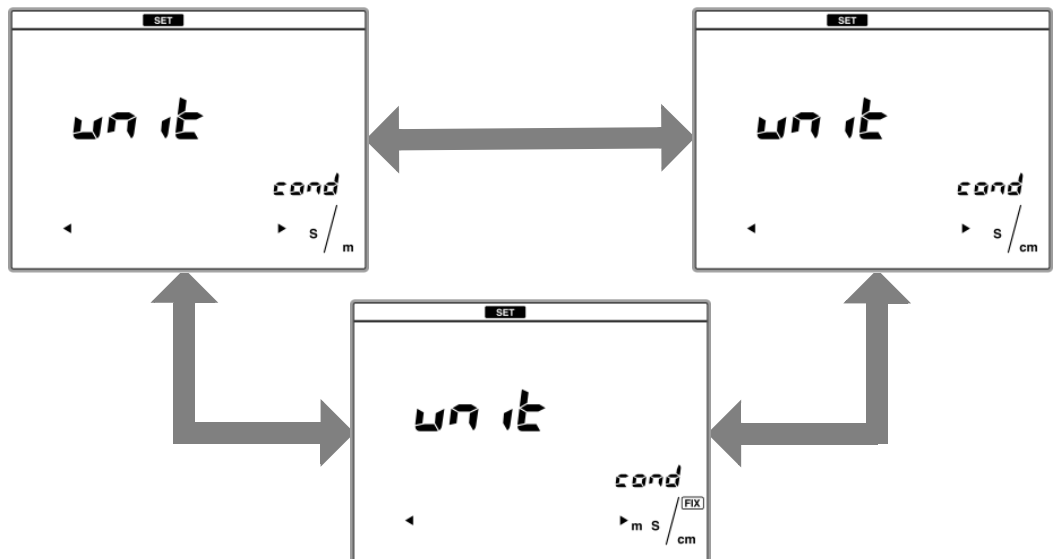 SET
unit
cond
◄ ► S/m
SET
unit
cond
◄ ► S/cm
SET
unit
cond
FIX
◄ ► m S/cm